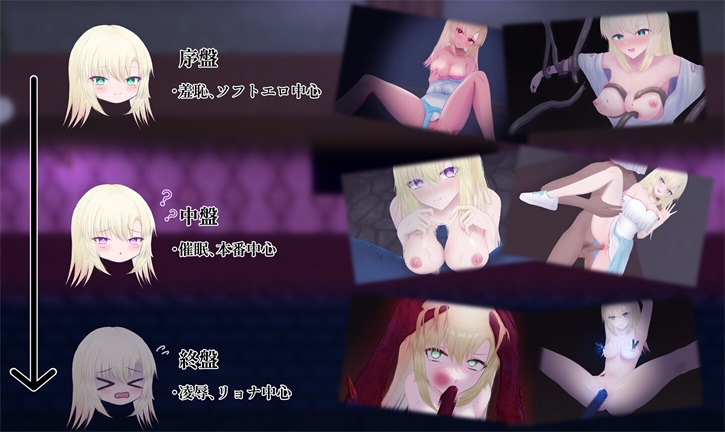 序盤
・羞恥、ソフトエロ中心
??
中盤
・催眠、本番中心
終盤
・凌辱、リョナ中心